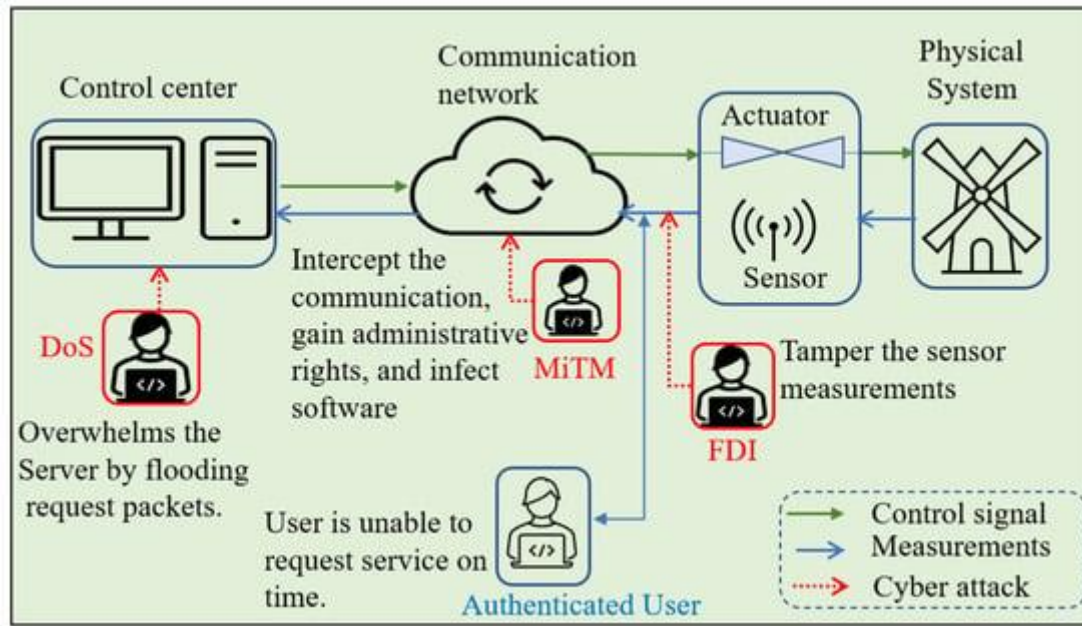 Control center
Communication
network
Physical
System
Actuator
Sensor
Intercept the
communication,
gain administrative
rights, and infect
software
DoS
</>
MiTM
</>
Tamper the sensor
measurements
</>
FDI
Overwhelms the
Server by flooding
request packets.
User is unable to
request service on
time.
</>
Authenticated User
Control signal
Measurements
Cyber attack